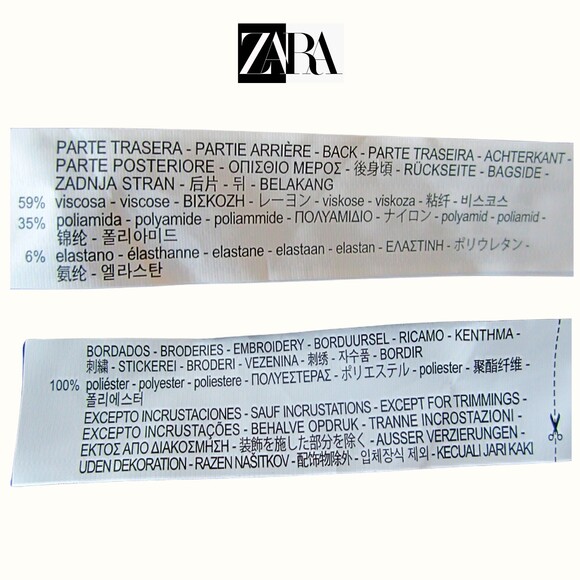 ZARA
PARTE TRASERA - PARTIE ARRIÈRE - BACK - PARTE TRASEIRA - ACHTERKANT -
PARTE POSTERIORE - ΟΠΙΣΘΙΟ ΜΕΡΟΣ - 後身頃 - RÜCKSEITE - BAGSIDE -
ZADNJA STRAN - 后片 - 뒤 - BELAKANG
59% viscosa - viscose - ΒΙΣΚΟΖΗ - レーヨン - viskose - viskoza - 粘纤 - 비스코스
35% poliamida - polyamide - poliammide - ΠΟΛΥΑΜΙΔΙΟ - ナイロン - polyamid - poliamid -
锦纶 - 폴리아미드
6% elastano - élasthanne - elastane - elastaan - elastan - ΕΛΑΣΤΙΝΗ - ポリウレタン -
氨纶 - 엘라스탄
BORDADOS - BRODERIES - EMBROIDERY - BORDUURSEL - RICAMO - ΚΕΝΤΗΜΑ -
刺繍 - STICKEREI - BRODERI - VEZENINA - 刺绣 - 자수품 - BORDIR
100% poliéster - polyester - poliestere - ΠΟΛΥΕΣΤΕΡΑΣ - ポリエステル - poliester - 聚酯纤维 -
폴리에스터
EXCEPTO INCRUSTACIONES - SAUF INCRUSTATIONS - EXCEPT FOR TRIMMINGS -
EXCEPTO INCRUSTAÇÕES - BEHALVE OPDRUK - TRANNE INCROSTAZIONI -
ΕΚΤΟΣ ΑΠΟ ΔΙΑΚΟΣΜΗΣΗ - 装飾を施した部分を除く - AUSSER VERZIERUNGEN -
UDEN DEKORATION - RAZEN NAŠITKOV - 配饰物除外 - 입체장식 제외 - KECUALI JARI KAKI